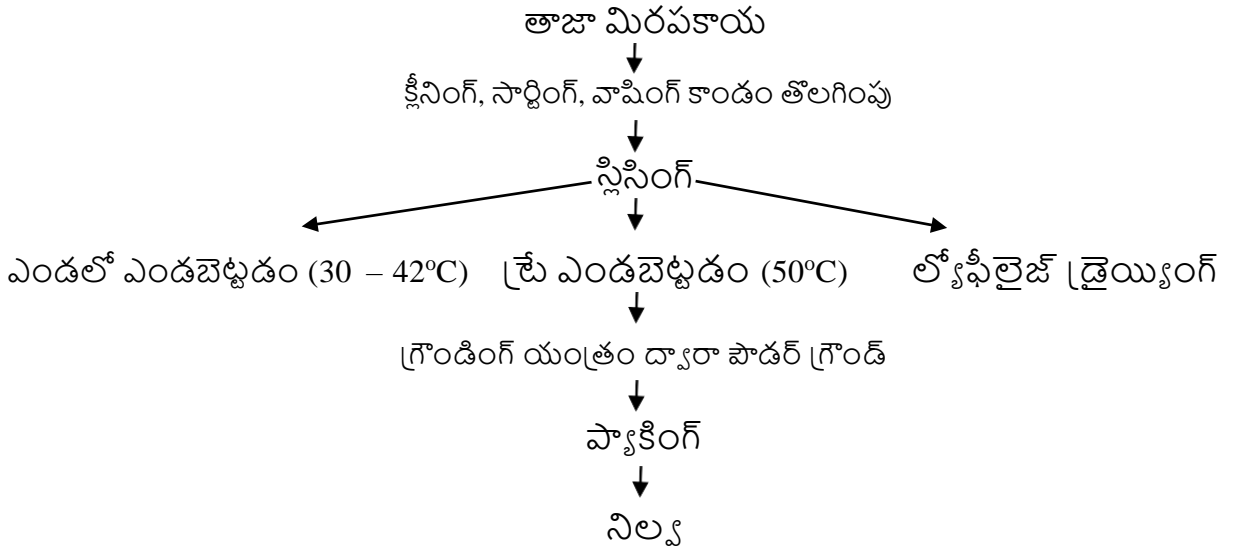 తాజా మిరపకాయ
క్లీనింగ్, సార్టింగ్, వాషింగ్ కాండం తొలగింపు
స్లిసింగ్
ఎండలో ఎండబెట్టడం (30 – 42ºC) ట్రే ఎండబెట్టడం (50ºC) ల్యోఫీలైజ్ డ్రైయ్యింగ్
గ్రౌండింగ్ యంత్రం ద్వారా పౌడర్ గ్రౌండ్
ప్యాకింగ్
నిల్వ